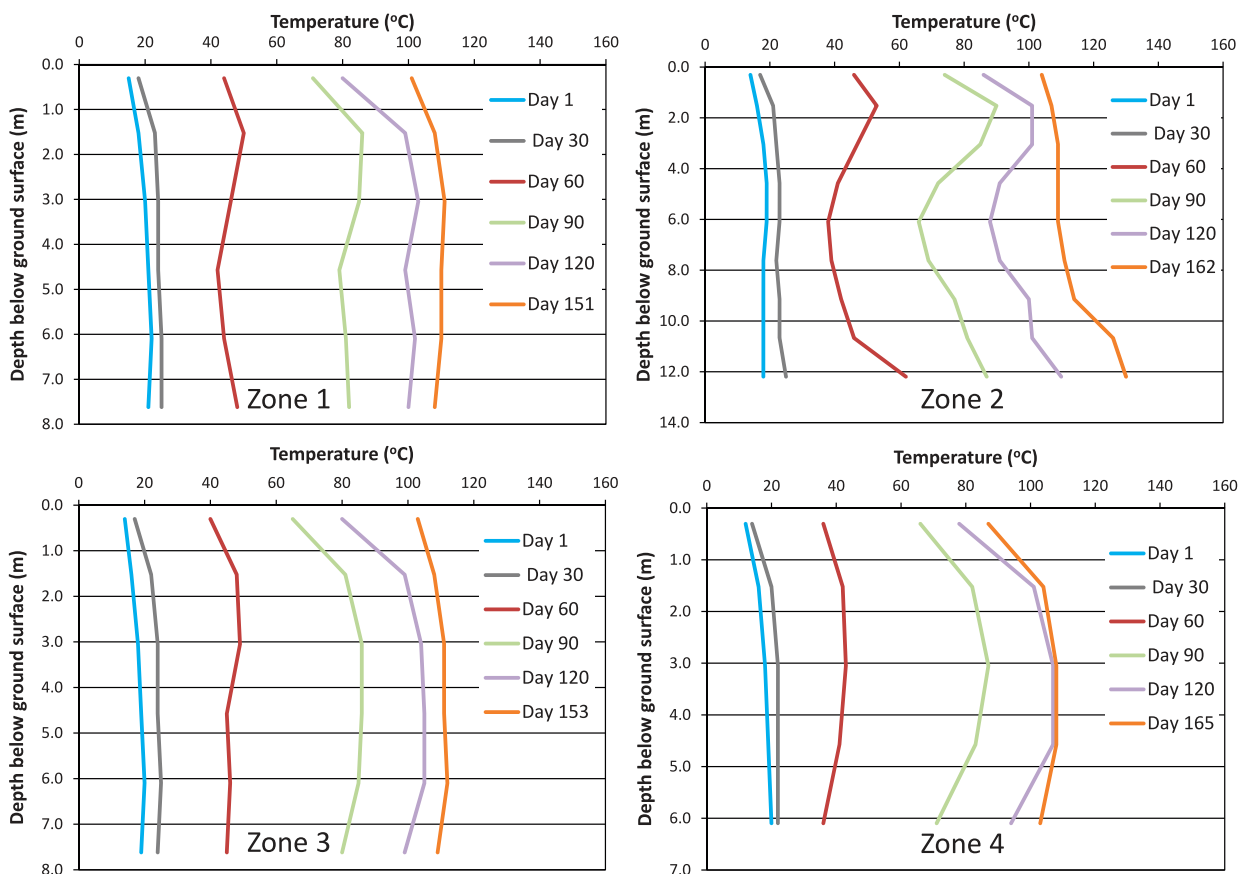 Temperature (°C)
0 20 40 60 80 100 120 140 160
Depth below ground surface (m)
0.0
1.0
2.0
3.0
4.0
5.0
6.0
7.0
8.0
Day 1
Day 30
Day 60
Day 90
Day 120
Day 151
Zone 1
Temperature (°C)
0 20 40 60 80 100 120 140 160
Depth below ground surface (m)
0.0
2.0
4.0
6.0
8.0
10.0
12.0
14.0
Day 1
Day 30
Day 60
Day 90
Day 120
Day 162
Zone 2
Temperature (°C)
0 20 40 60 80 100 120 140 160
Depth below ground surface (m)
0.0
1.0
2.0
3.0
4.0
5.0
6.0
7.0
8.0
Day 1
Day 30
Day 60
Day 90
Day 120
Day 153
Zone 3
Temperature (°C)
0 20 40 60 80 100 120 140 160
Depth below ground surface (m)
0.0
1.0
2.0
3.0
4.0
5.0
6.0
7.0
Day 1
Day 30
Day 60
Day 90
Day 120
Day 165
Zone 4